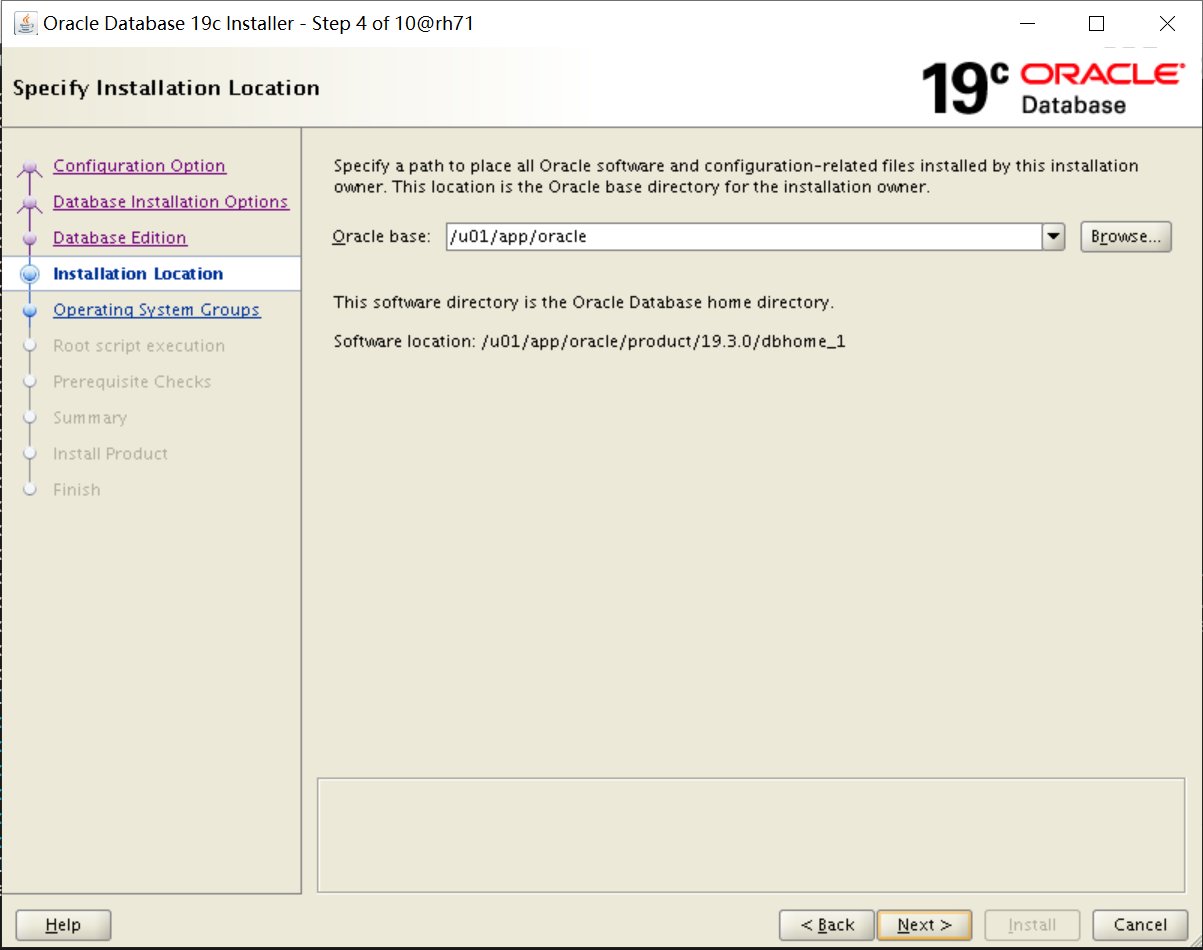 Oracle Database 19c Installer - Step 4 of 10@rh71
Specify Installation Location
19c ORACLE
Database
Configuration Option
Database Installation Options
Database Edition
Installation Location
Operating System Groups
Root script execution
Prerequisite Checks
Summary
Install Product
Finish
Specify a path to place all Oracle software and configuration-related files installed by this installation
owner. This location is the Oracle base directory for the installation owner.
Oracle base: /u01/app/oracle Browse...
This software directory is the Oracle Database home directory.
Software location: /u01/app/oracle/product/19.3.0/dbhome_1
Help < Back Next > Install Cancel